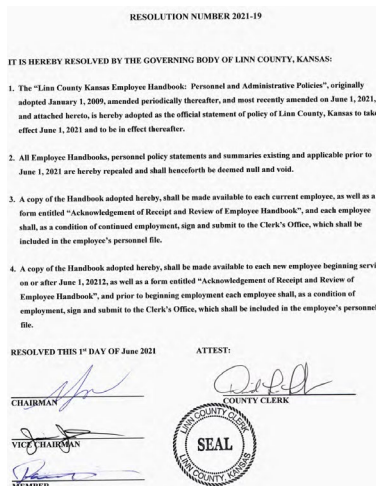 RESOLUTION NUMBER 2021-19
IT IS HEREBY RESOLVED BY THE GOVERNING BODY OF LINN COUNTY, KANSAS:
1. The “Linn County Kansas Employee Handbook: Personnel and Administrative Policies”, originally
adopted January 1, 2009, amended periodically thereafter, and most recently amended on June 1, 2021,
and attached hereto, is hereby adopted as the official statement of policy of Linn County, Kansas to take
effect June 1, 2021 and to be in effect thereafter.
2. All Employee Handbooks, personnel policy statements and summaries existing and applicable prior to
June 1, 2021 are hereby repealed and shall henceforth be deemed null and void.
3. A copy of the Handbook adopted hereby, shall be made available to each current employee, as well as a
form entitled “Acknowledgement of Receipt and Review of Employee Handbook”, and each employee
shall, as a condition of continued employment, sign and submit to the Clerk’s Office, which shall be
included in the employee’s personnel file.
4. A copy of the Handbook adopted hereby, shall be made available to each new employee beginning servi
on or after June 1, 20212, as well as a form entitled “Acknowledgement of Receipt and Review of
Employee Handbook”, and prior to beginning employment each employee shall, as a condition of
employment, sign and submit to the Clerk’s Office, which shall be included in the employee’s personnel
file.
RESOLVED THIS 1st DAY OF June 2021 ATTEST:
CHAIRMAN
COUNTY CLERK
VICE CHAIRMAN
LINN COUNTY CLERK
SEAL
LINN COUNTY, KANSAS
MEMBER